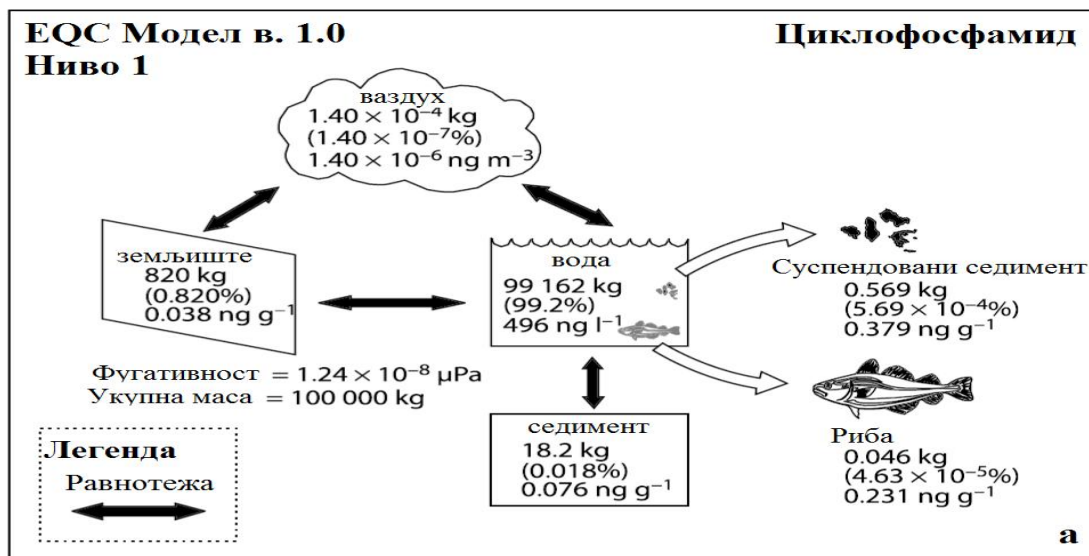 EQC Модел в. 1.0
Ниво 1
Циклофосфамид
ваздух
1.40 × 10⁻⁴ kg
(1.40 × 10⁻⁷%)
1.40 × 10⁻⁶ ng m⁻³
земљиште
820 kg
(0.820%)
0.038 ng g⁻¹
вода
99 162 kg
(99.2%)
496 ng l⁻¹
Суспендовани седимент
0.569 kg
(5.69 × 10⁻⁴%)
0.379 ng g⁻¹
Фугативност = 1.24 × 10⁻⁸ µPa
Укупна маса = 100 000 kg
седимент
18.2 kg
(0.018%)
0.076 ng g⁻¹
Риба
0.046 kg
(4.63 × 10⁻⁵%)
0.231 ng g⁻¹
Легенда
Равнотежа
а